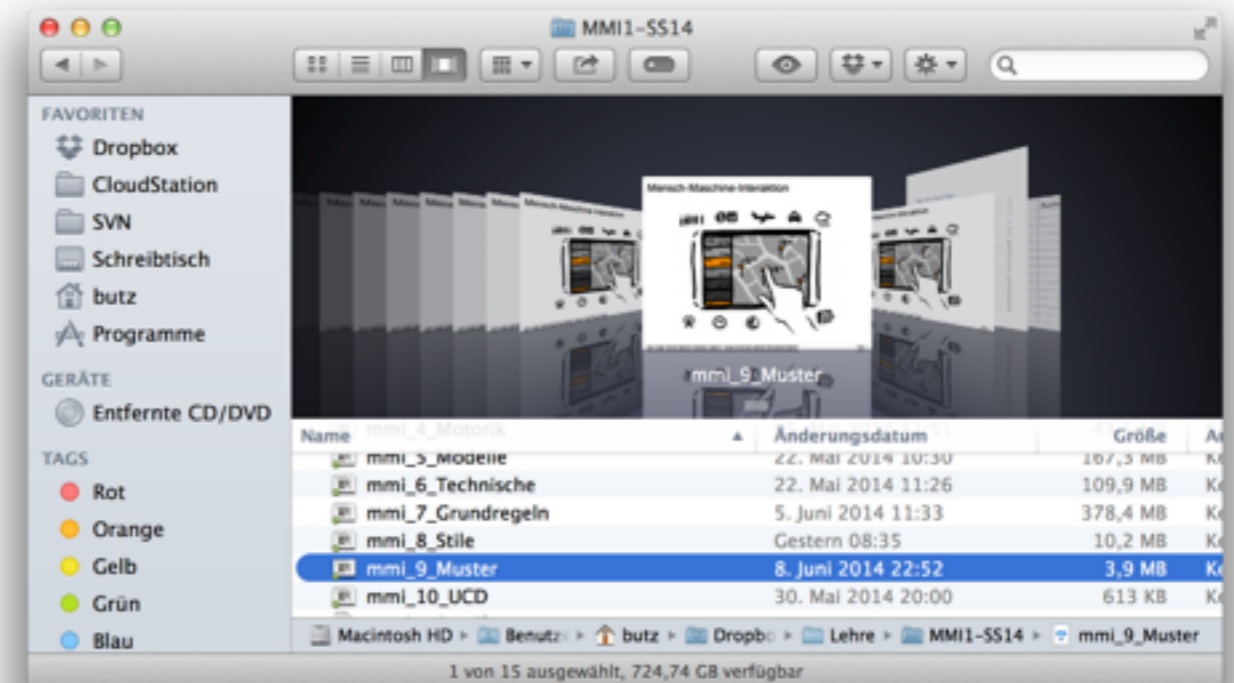 MMI1-SS14
FAVORITEN
Dropbox
CloudStation
SVN
Schreibtisch
butz
Programme
GERÄTE
Entfernte CD/DVD
TAGS
Rot
Orange
Gelb
Grün
Blau
Mensch-Maschine-Interaktion
mmi_9_Muster
Name Änderungsdatum Größe
mmi_4_Motorik
mmi_5_Modelle 22. Mai 2014 10:30 167,3 MB
mmi_6_Technische 22. Mai 2014 11:26 109,9 MB
mmi_7_Grundregeln 5. Juni 2014 11:33 378,4 MB
mmi_8_Stile Gestern 08:35 10,2 MB
mmi_9_Muster 8. Juni 2014 22:52 3,9 MB
mmi_10_UCD 30. Mai 2014 20:00 613 KB
Macintosh HD Benutz butz Dropbo Lehre MMI1-SS14 mmi_9_Muster
1 von 15 ausgewählt, 724,74 GB verfügbar